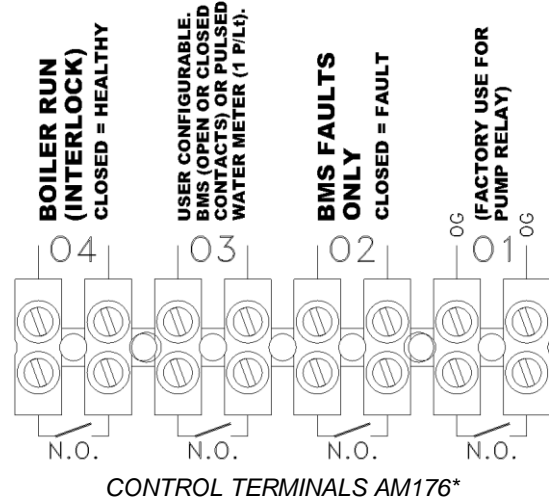 BOILER RUN
(INTERLOCK)
CLOSED = HEALTHY
USER CONFIGURABLE.
BMS (OPEN OR CLOSED
CONTACTS) OR PULSED
WATER METER (1 P/Lt).
BMS FAULTS
ONLY
CLOSED = FAULT
(FACTORY USE FOR
PUMP RELAY)
04
03
02
OG
01
OG
N.O.
N.O.
N.O.
N.O.
CONTROL TERMINALS AM176*